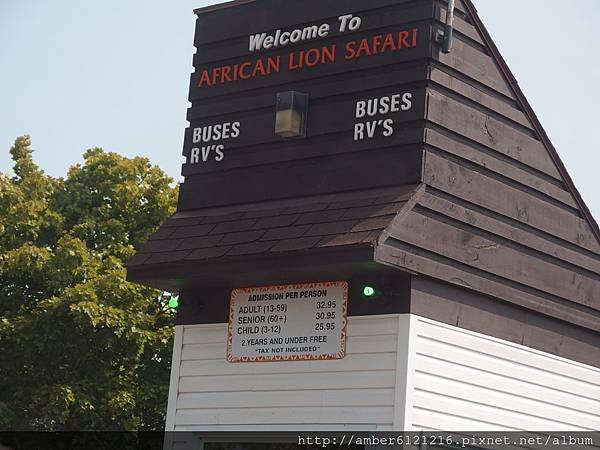 Welcome To
AFRICAN LION SAFARI
BUSES
RV'S
BUSES
RV'S
ADMISSION PER PERSON
ADULT (13-59) 32.95
SENIOR (60+) 30.95
CHILD (3-12) 25.95
2 YEARS AND UNDER FREE
*TAX NOT INCLUDED*
http://amber6121216.pixnet.net/album